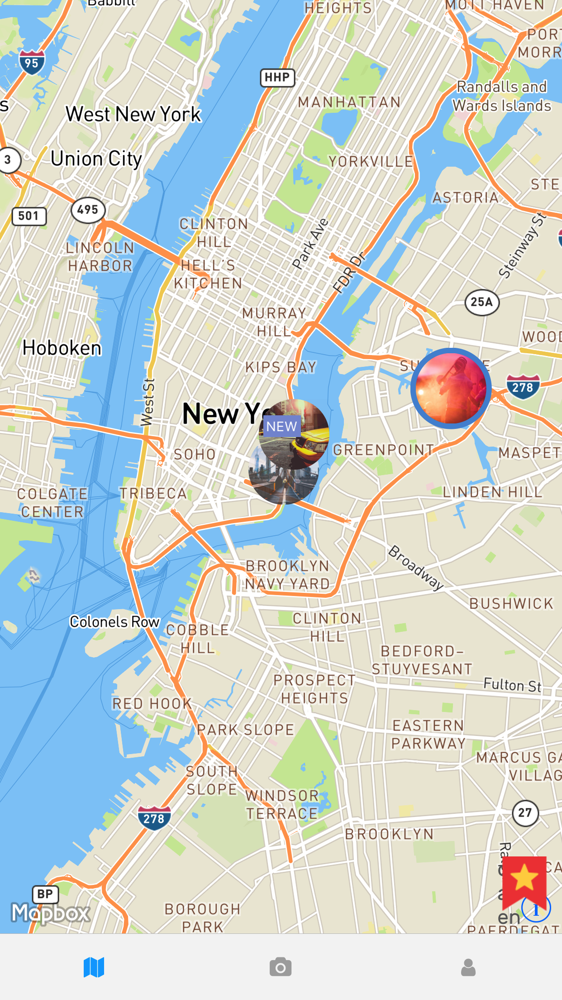 Babbitt
HEIGHTS
MOTT HAVEN
PORT
MORR
95
HHP
Randalls and
Wards Islands
MANHATTAN
s
West New York
3
Union City
YORKVILLE
STE
ASTORIA
495
501
CLINTON
HILL
Park Ave
Steinway St
LINCOLN
HARBOR
HELL'S
KITCHEN
FDR Dr
25A
MURRAY
HILL
Hoboken
WOOD
KIPS BAY
SU
E
278
West St
New Yo
NEW
SOHO
GREENPOINT
MASPET
COLGATE
CENTER
TRIBECA
LINDEN HILL
Broadway
BROOKLYN
NAVY YARD
BUSHWICK
Colonels Row
COBBLE
HILL
CLINTON
HILL
BEDFORD–
STUYVESANT
PROSPECT
HEIGHTS
Fulton St
RED HOOK
PARK SLOPE
EASTERN
PARKWAY
MARCUS GA
VILLAG
SOUTH
SLOPE
WINDSOR
TERRACE
278
27
BROOKLYN
CA
BP
Mapbox
BOROUGH
PARK
en
i
PAERDEGAT